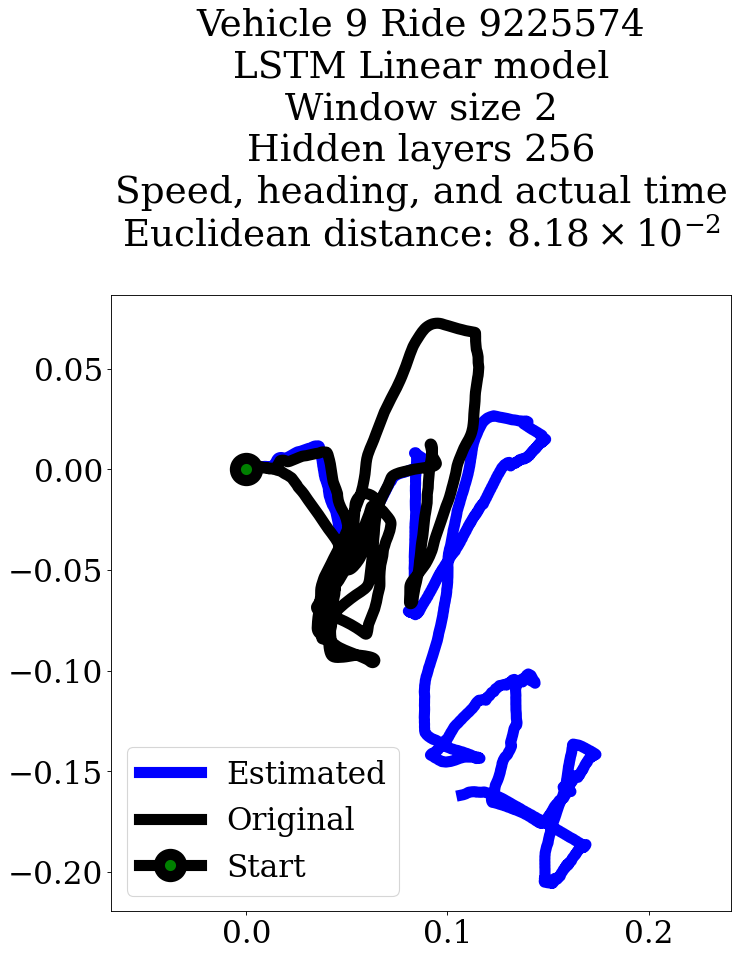 Vehicle 9 Ride 9225574
LSTM Linear model
Window size 2
Hidden layers 256
Speed, heading, and actual time
Euclidean distance: 8.18 × 10⁻²
0.05
0.00
−0.05
−0.10
−0.15
−0.20
Estimated
Original
Start
0.0 0.1 0.2